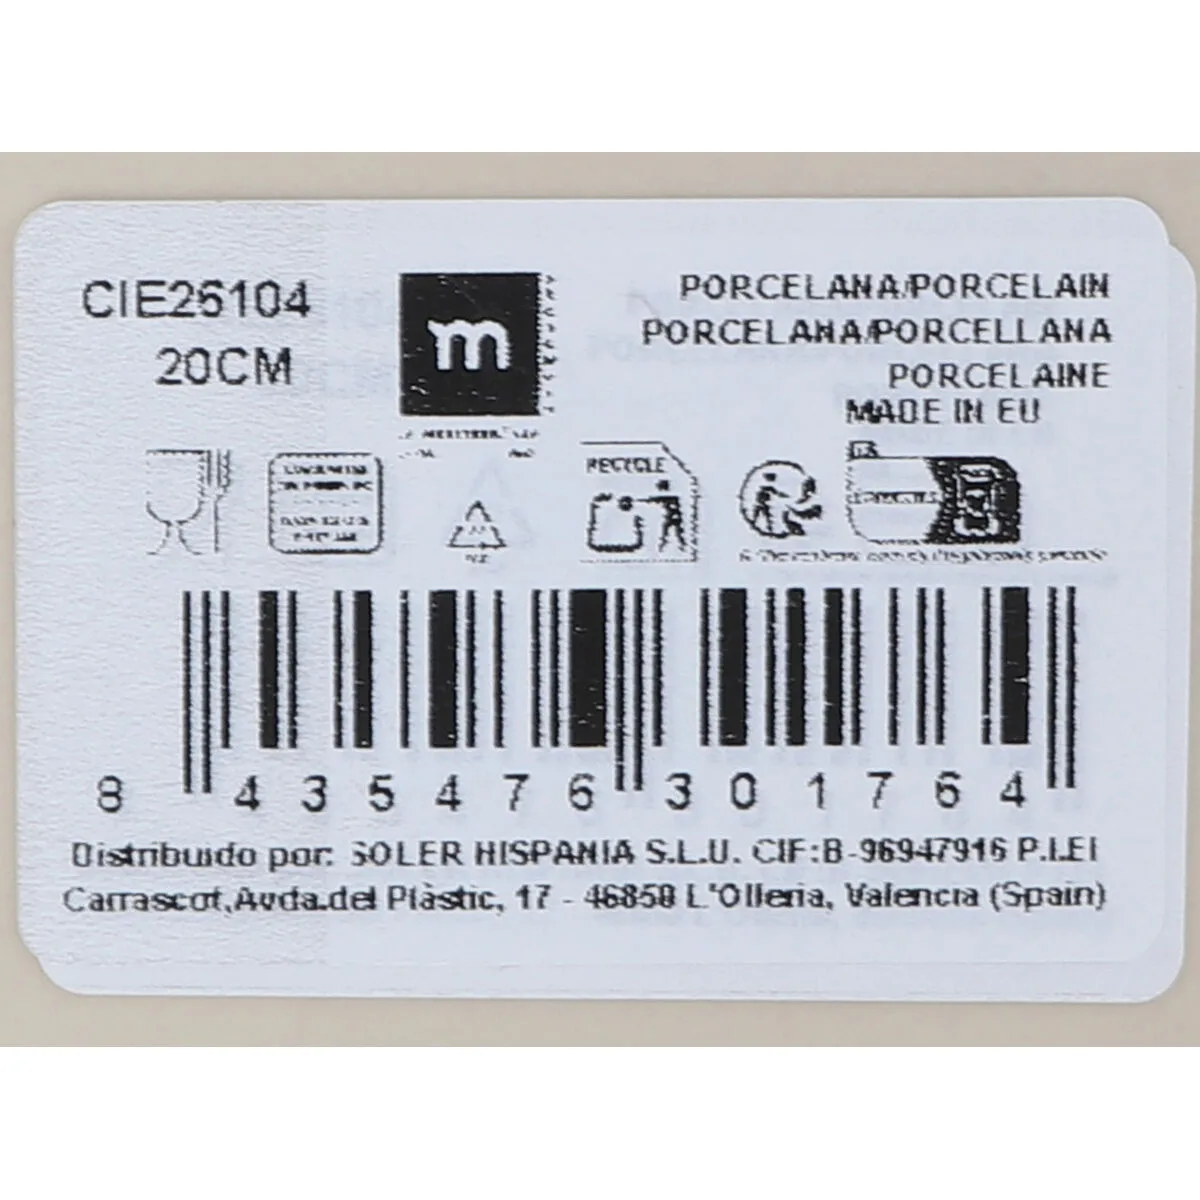 CIE26104
20CM
m
PORCELANA/PORCELAIN
PORCELANA/PORCELLANA
PORCELAINE
MADE IN EU
RECYCLE
8 435476 301764
Distribuido por: SOLER HISPANIA S.L.U. CIF:B-96947916 P.I.El
Carrascot,Avda.del Plàstic, 17 - 46850 L'Olleria, Valencia (Spain)